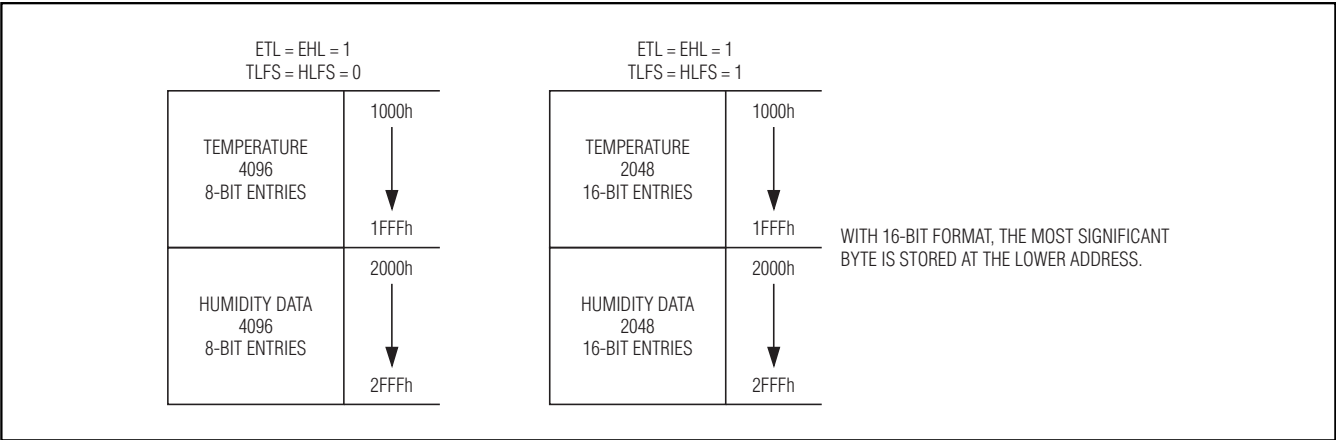 ETL = EHL = 1
TLFS = HLFS = 0
TEMPERATURE
4096
8-BIT ENTRIES
1000h
1FFFh
HUMIDITY DATA
4096
8-BIT ENTRIES
2000h
2FFFh
ETL = EHL = 1
TLFS = HLFS = 1
TEMPERATURE
2048
16-BIT ENTRIES
1000h
1FFFh
HUMIDITY DATA
2048
16-BIT ENTRIES
2000h
2FFFh
WITH 16-BIT FORMAT, THE MOST SIGNIFICANT
BYTE IS STORED AT THE LOWER ADDRESS.